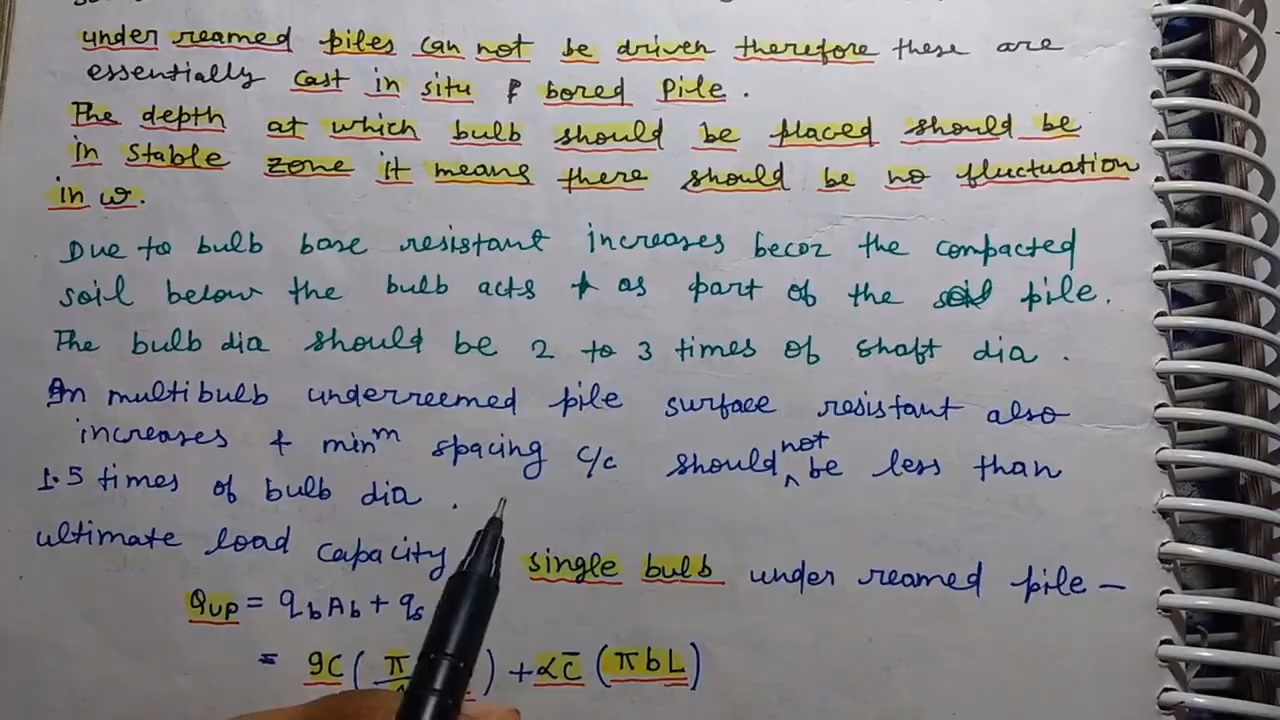 under reamed piles can not be driven therefore these are
essentially cast in situ & bored pile.
The depth at which bulb should be placed should be
in stable zone it means there should be no fluctuation
in w.
Due to bulb base resistant increases becoz the compacted
soil below the bulb acts as part of the pile.
The bulb dia should be 2 to 3 times of shaft dia.
In multibulb underreemed pile surface resistant also
increases + minᵐ spacing c/c should not be less than
1.5 times of bulb dia.
ultimate load capacity single bulb under reamed pile –
Qup = qbAb + qs
= 9C (π ) + αc̄ (πbL)